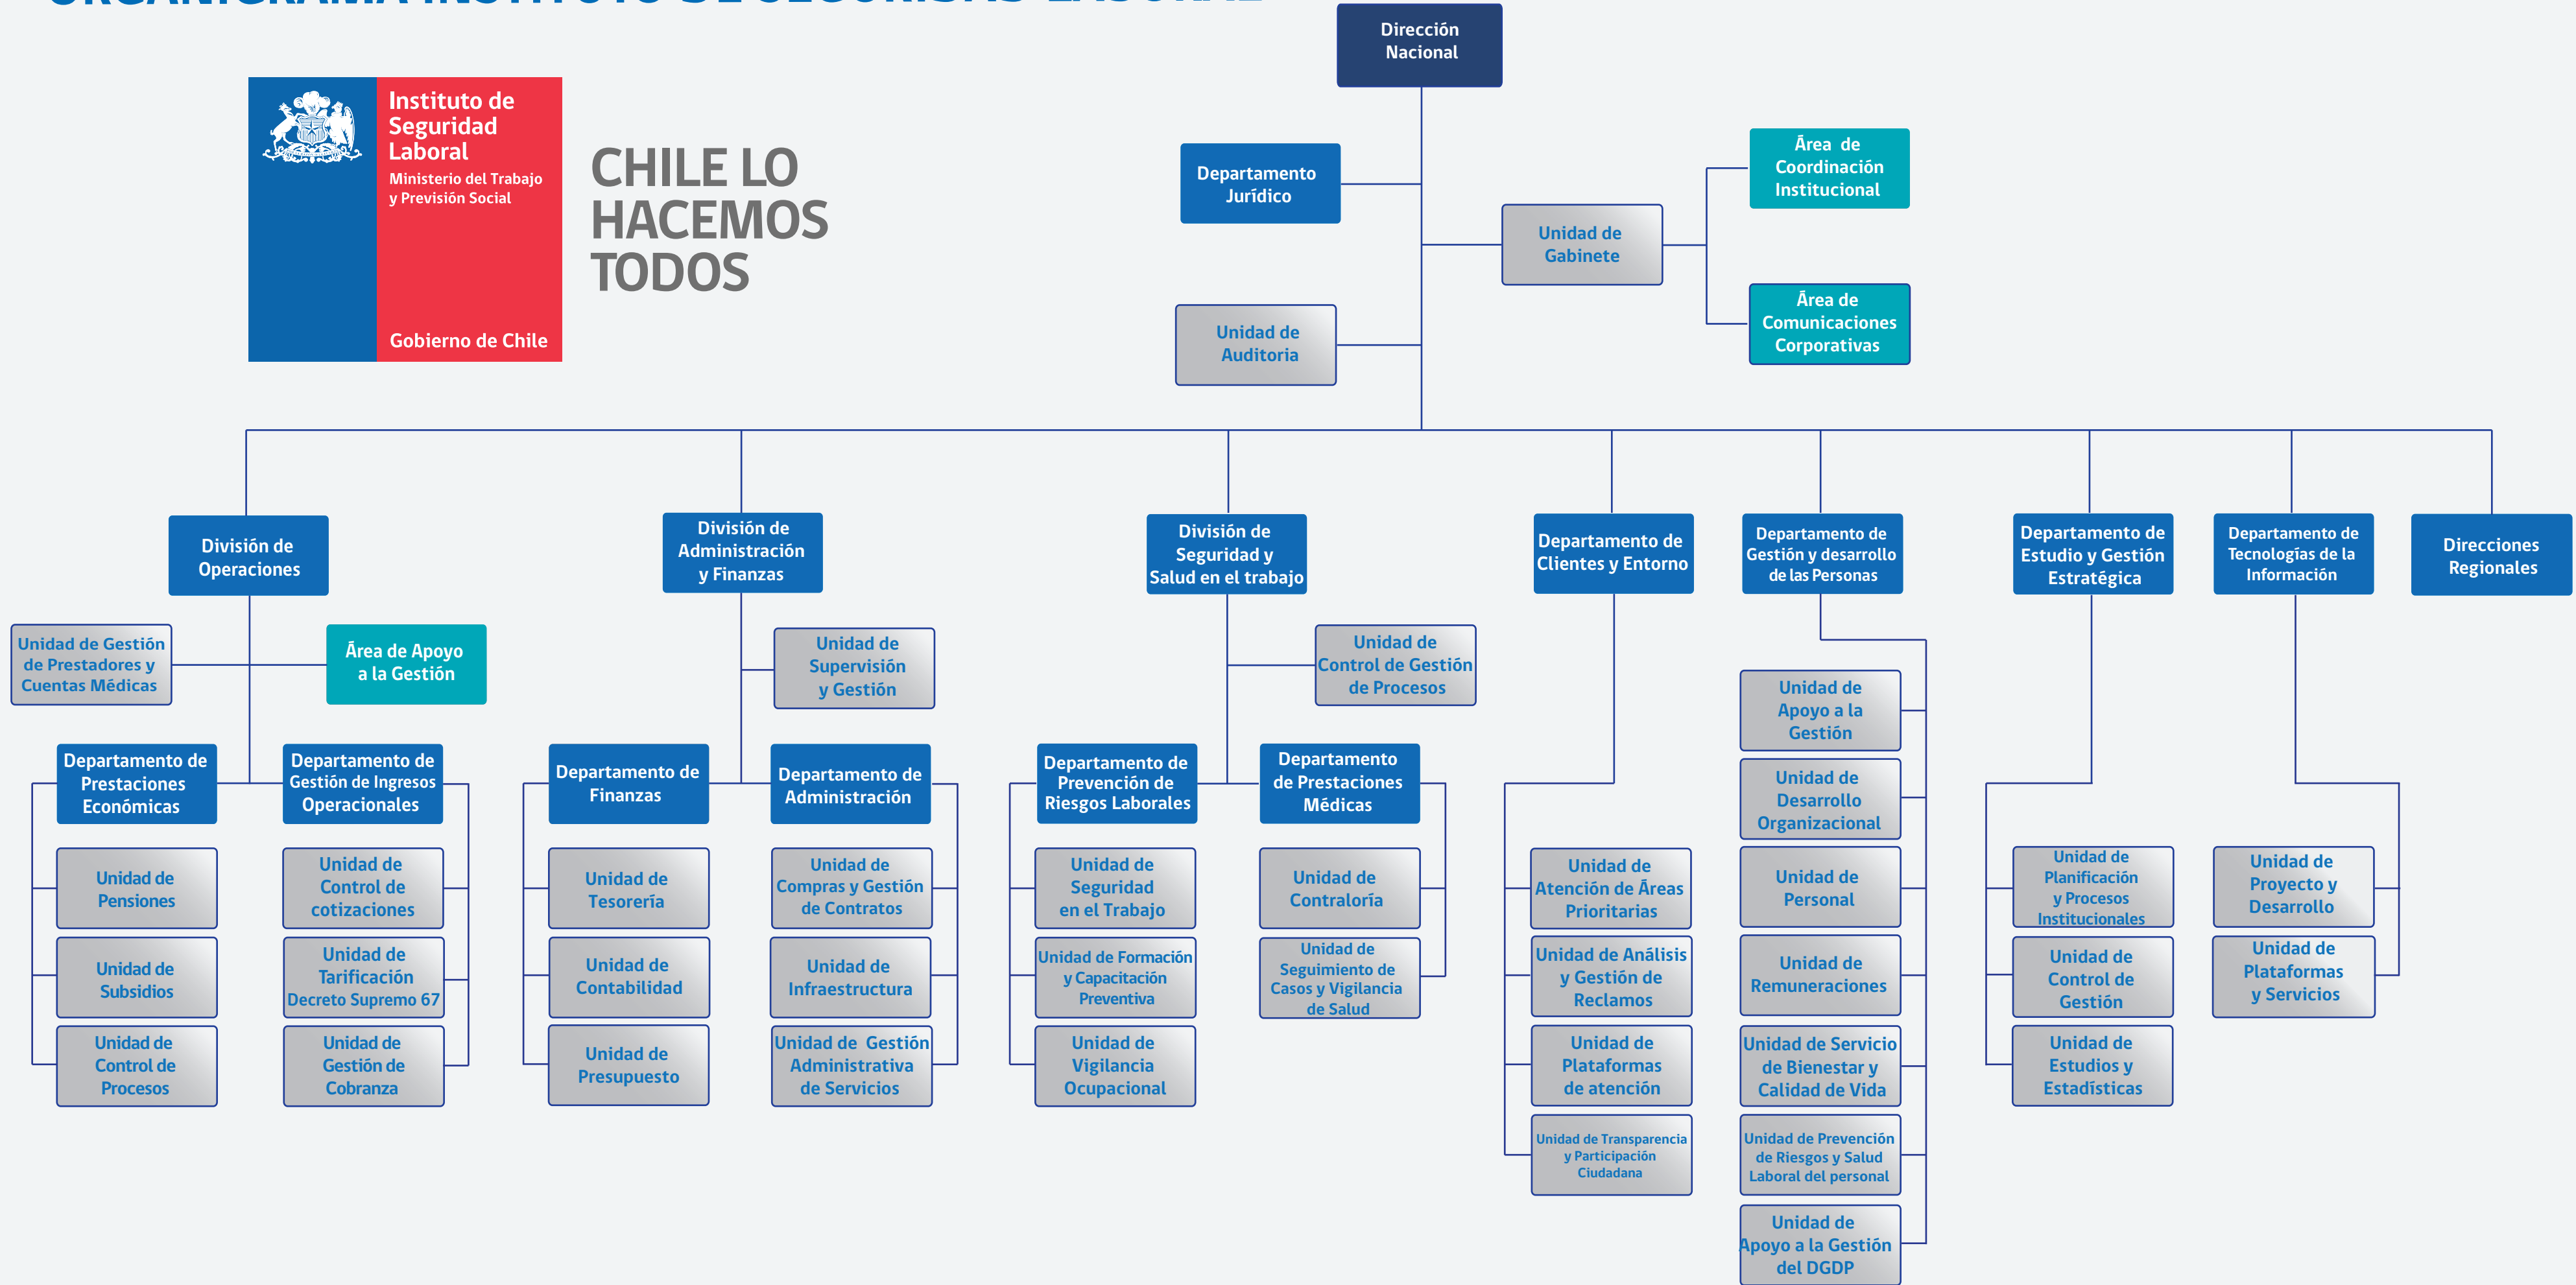 ORGANIGRAMA INSTITUTO DE SEGURIDAD LABORAL
Dirección
Nacional
Instituto de
Seguridad
Laboral
Ministerio del Trabajo
y Previsión Social
Gobierno de Chile
CHILE LO
HACEMOS
TODOS
Departamento
Jurídico
Unidad de
Gabinete
Área de
Coordinación
Institucional
Área de
Comunicaciones
Corporativas
Unidad de
Auditoria
División de
Operaciones
División de
Administración
y Finanzas
División de
Seguridad y
Salud en el trabajo
Departamento de
Clientes y Entorno
Departamento de
Gestión y desarrollo
de las Personas
Departamento de
Estudio y Gestión
Estratégica
Departamento de
Tecnologías de la
Información
Direcciones
Regionales
Unidad de Gestión
de Prestadores y
Cuentas Médicas
Área de Apoyo
a la Gestión
Unidad de
Supervisión
y Gestión
Unidad de
Control de Gestión
de Procesos
Departamento de
Prestaciones
Económicas
Departamento de
Gestión de Ingresos
Operacionales
Departamento de
Finanzas
Departamento de
Administración
Departamento de
Prevención de
Riesgos Laborales
Departamento
de Prestaciones
Médicas
Unidad de
Pensiones
Unidad de
Subsidios
Unidad de
Control de
Procesos
Unidad de
Control de
cotizaciones
Unidad de
Tarificación
Decreto Supremo 67
Unidad de
Gestión de
Cobranza
Unidad de
Tesorería
Unidad de
Contabilidad
Unidad de
Presupuesto
Unidad de
Compras y Gestión
de Contratos
Unidad de
Infraestructura
Unidad de Gestión
Administrativa
de Servicios
Unidad de
Seguridad
en el Trabajo
Unidad de Formación
y Capacitación
Preventiva
Unidad de
Vigilancia
Ocupacional
Unidad de
Contraloría
Unidad de
Seguimiento de
Casos y Vigilancia
de Salud
Unidad de
Atención de Áreas
Prioritarias
Unidad de Análisis
y Gestión de
Reclamos
Unidad de
Plataformas
de atención
Unidad de Transparencia
y Participación
Ciudadana
Unidad de
Apoyo a la
Gestión
Unidad de
Desarrollo
Organizacional
Unidad de
Personal
Unidad de
Remuneraciones
Unidad de Servicio
de Bienestar y
Calidad de Vida
Unidad de Prevención
de Riesgos y Salud
Laboral del personal
Unidad de
Apoyo a la Gestión
del DGDP
Unidad de
Planificación
y Procesos
Institucionales
Unidad de
Control de
Gestión
Unidad de
Estudios y
Estadísticas
Unidad de
Proyecto y
Desarrollo
Unidad de
Plataformas
y Servicios